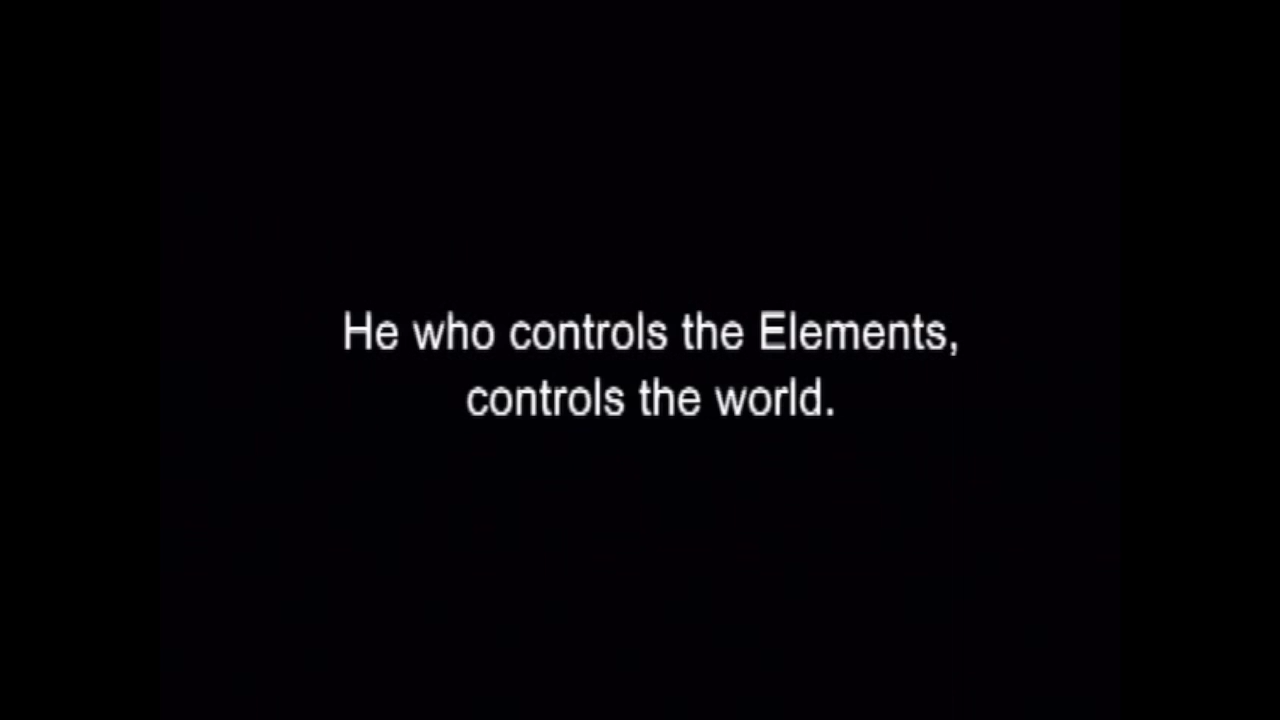 He who controls the Elements,
controls the world.